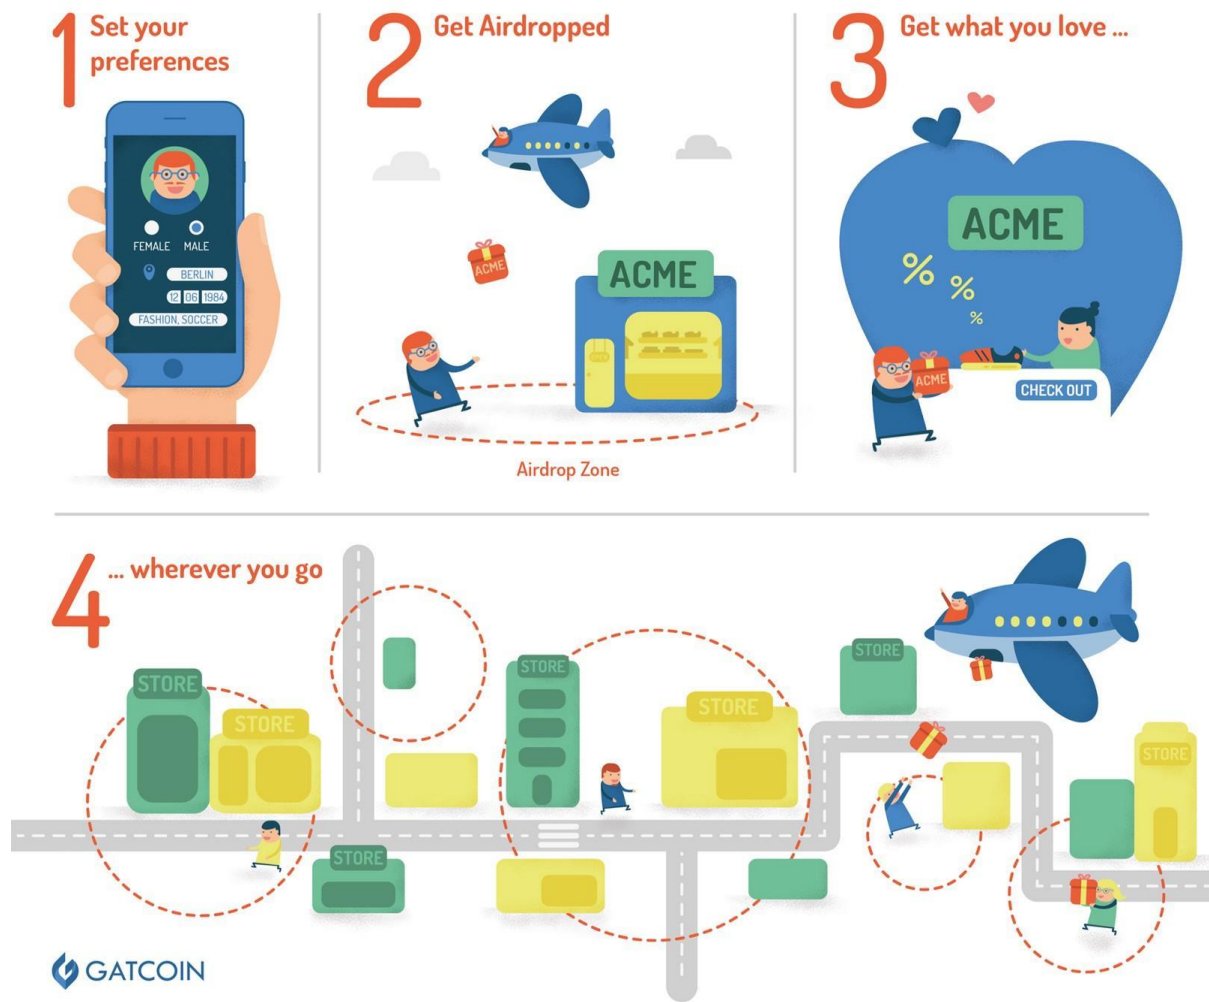 1 Set your
preferences
FEMALE MALE
BERLIN
12 06 1984
FASHION, SOCCER
2 Get Airdropped
ACME
ACME
Airdrop Zone
3 Get what you love ...
ACME
% % %
ACME
CHECK OUT
4 ... wherever you go
STORE
STORE
STORE
STORE
STORE
STORE
STORE
GATCOIN